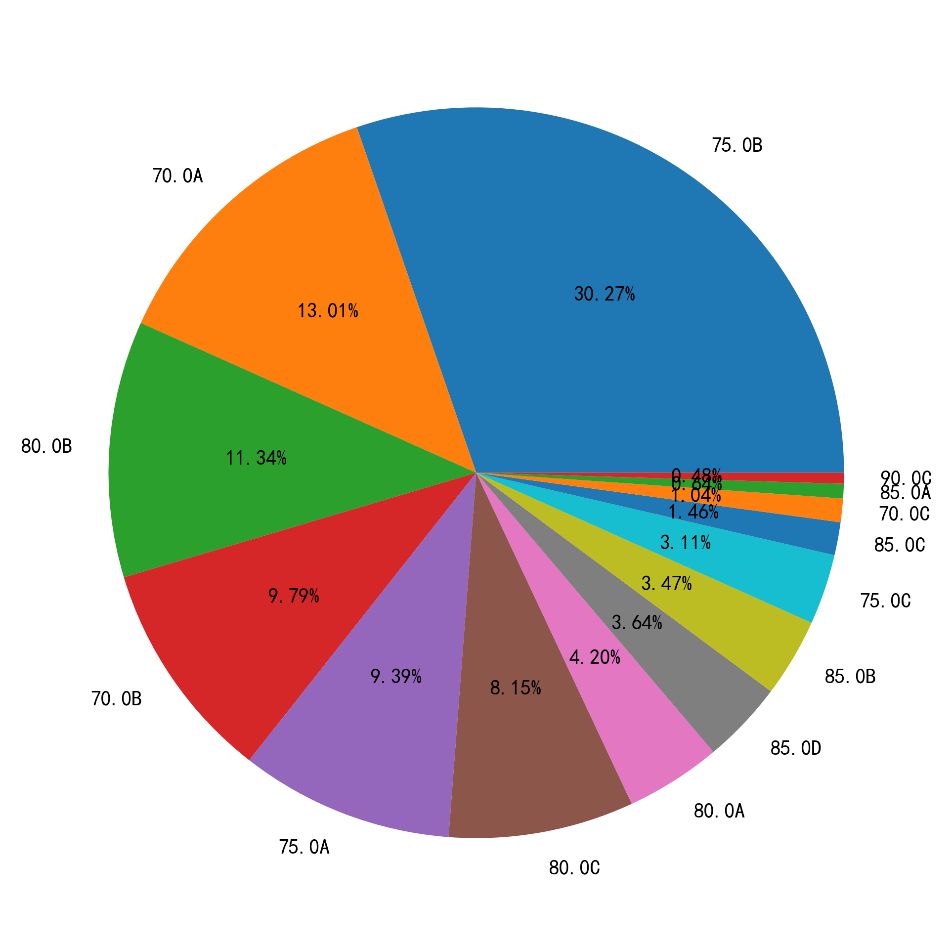 75.0B
70.0A
30.27%
13.01%
80.0B
11.34%
0.48%
90.0C
0.64%
85.0A
1.04%
70.0C
1.46%
85.0C
3.11%
3.47%
9.79%
75.0C
3.64%
4.20%
9.39%
85.0B
8.15%
70.0B
85.0D
80.0A
75.0A
80.0C